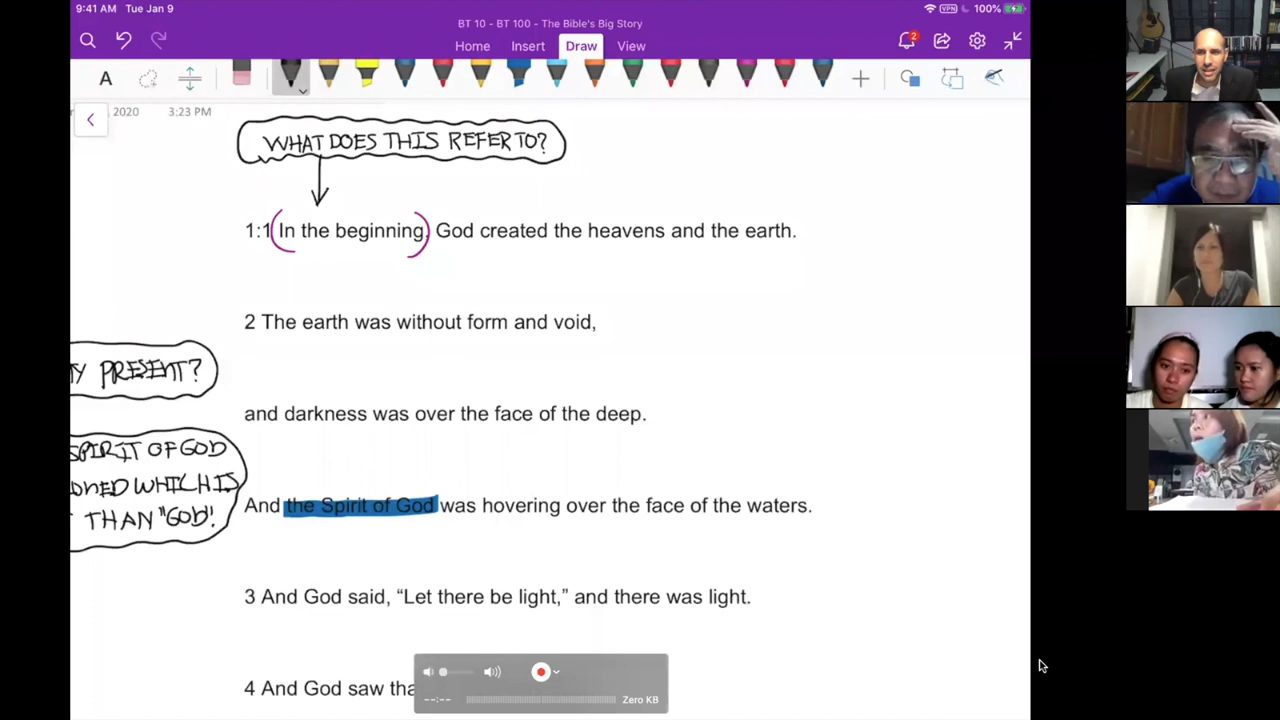 9:41 AM Tue Jan 9
VPN
100%
BT 10 - BT 100 - The Bible's Big Story
Home Insert Draw View
2
A
, 2020 3:23 PM
WHAT DOES THIS REFER TO?
1:1 (In the beginning), God created the heavens and the earth.
2 The earth was without form and void,
PRESENT?
and darkness was over the face of the deep.
SPIRIT OF GOD
WHICH IS
THAN "GOD"!
And the Spirit of God was hovering over the face of the waters.
3 And God said, “Let there be light,” and there was light.
4 And God saw tha
--:--
Zero KB